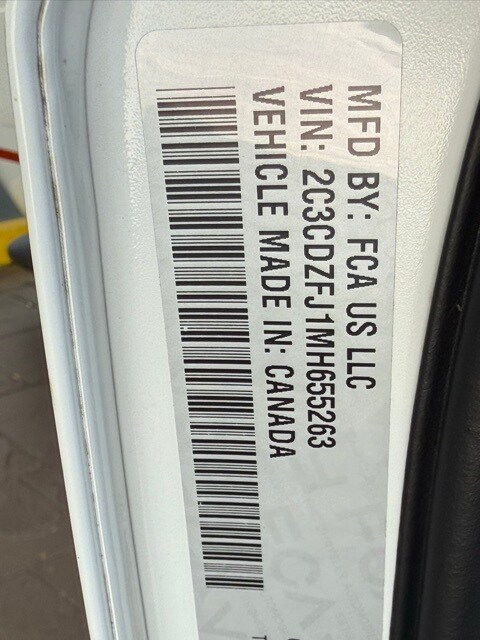 MFD BY: FCA US LLC
VIN: 2C3CDZFJ1MH655263
VEHICLE MADE IN: CANADA